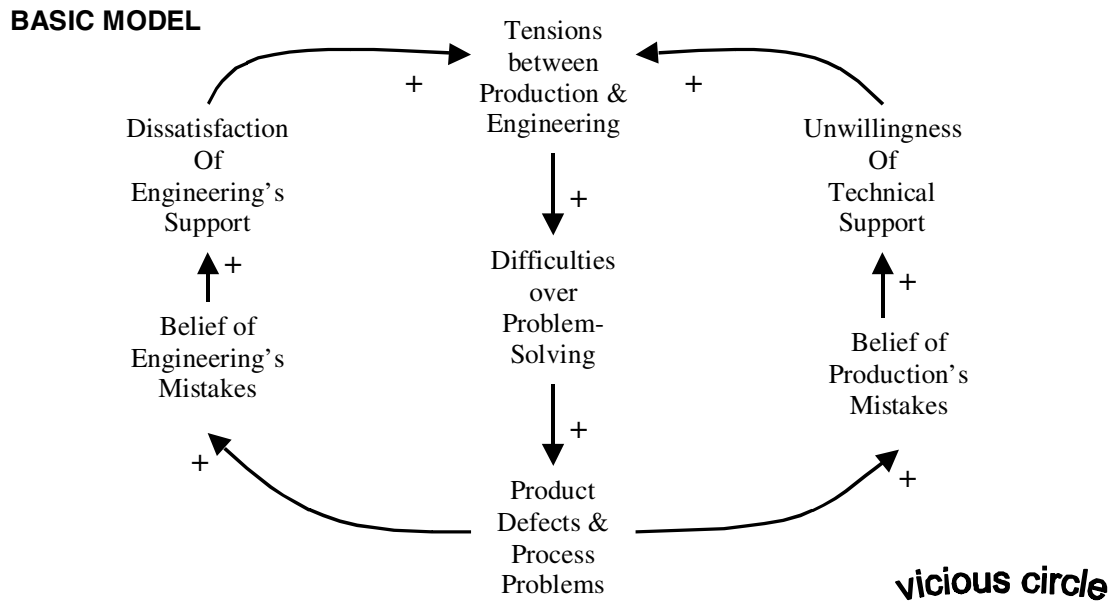 BASIC MODEL
Tensions
between
Production &
Engineering
+
+
Dissatisfaction
Of
Engineering's
Support
Unwillingness
Of
Technical
Support
+
+
+
Difficulties
over
Problem-
Solving
Belief of
Engineering's
Mistakes
Belief of
Production's
Mistakes
+
+
+
Product
Defects &
Process
Problems
vicious circle